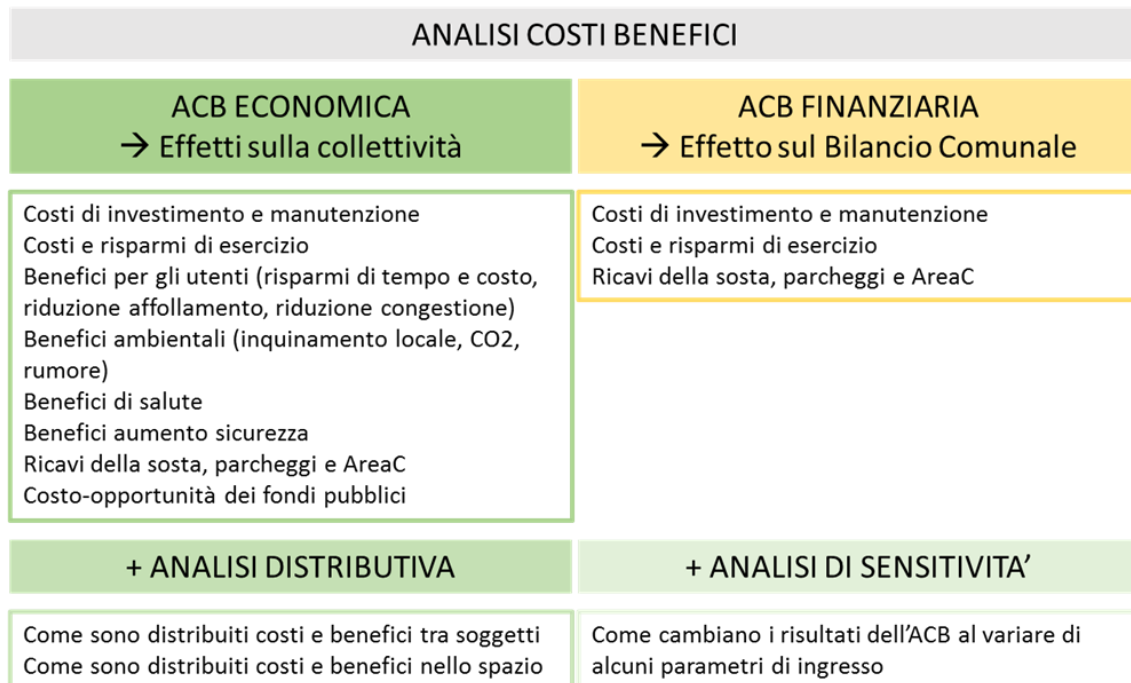 ANALISI COSTI BENEFICI
ACB ECONOMICA
→ Effetti sulla collettività
ACB FINANZIARIA
→ Effetto sul Bilancio Comunale
Costi di investimento e manutenzione
Costi e risparmi di esercizio
Benefici per gli utenti (risparmi di tempo e costo,
riduzione affollamento, riduzione congestione)
Benefici ambientali (inquinamento locale, CO2,
rumore)
Benefici di salute
Benefici aumento sicurezza
Ricavi della sosta, parcheggi e AreaC
Costo-opportunità dei fondi pubblici
Costi di investimento e manutenzione
Costi e risparmi di esercizio
Ricavi della sosta, parcheggi e AreaC
+ ANALISI DISTRIBUTIVA
+ ANALISI DI SENSITIVITA’
Come sono distribuiti costi e benefici tra soggetti
Come sono distribuiti costi e benefici nello spazio
Come cambiano i risultati dell’ACB al variare di
alcuni parametri di ingresso